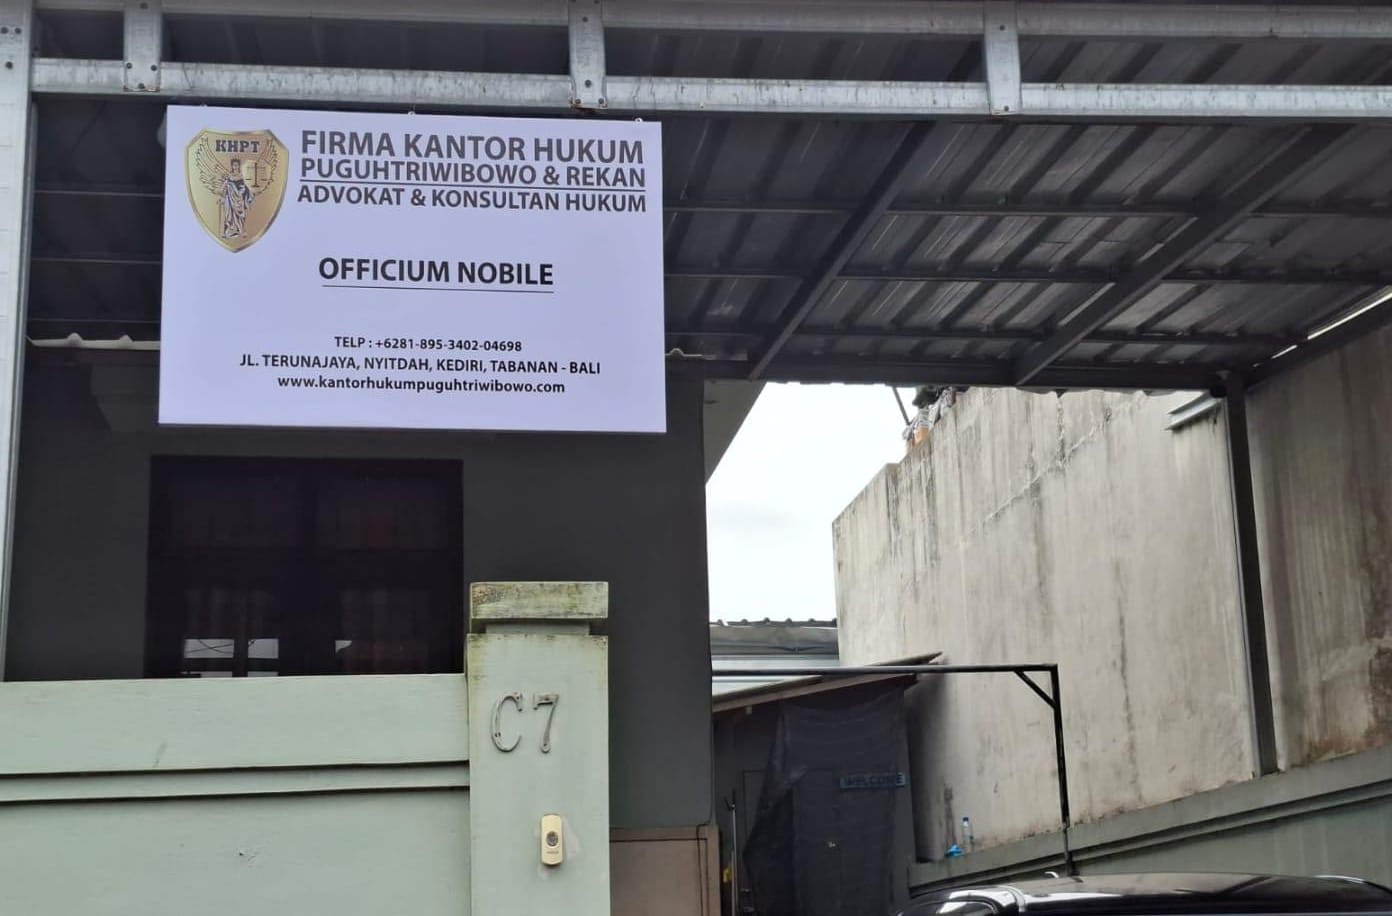 KHPT
FIRMA KANTOR HUKUM
PUGUHTRIWIBOWO & REKAN
ADVOKAT & KONSULTAN HUKUM
OFFICIUM NOBILE
TELP : +6281-895-3402-04698
JL. TERUNAJAYA, NYITDAH, KEDIRI, TABANAN - BALI
www.kantorhukumpuguhtriwibowo.com
C7
WELCOME